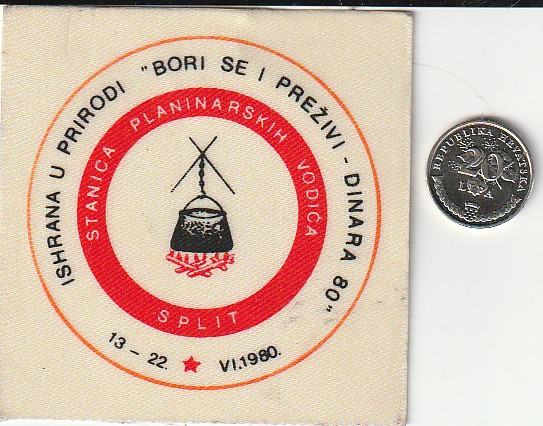 ISHRANA U PRIRODI "BORI SE I PREŽIVI - DINARA 80"
STANICA PLANINARSKIH VODIČA
SPLIT
13 - 22. ★ VI.1980.
REPUBLIKA HRVATSKA
20
LIPA